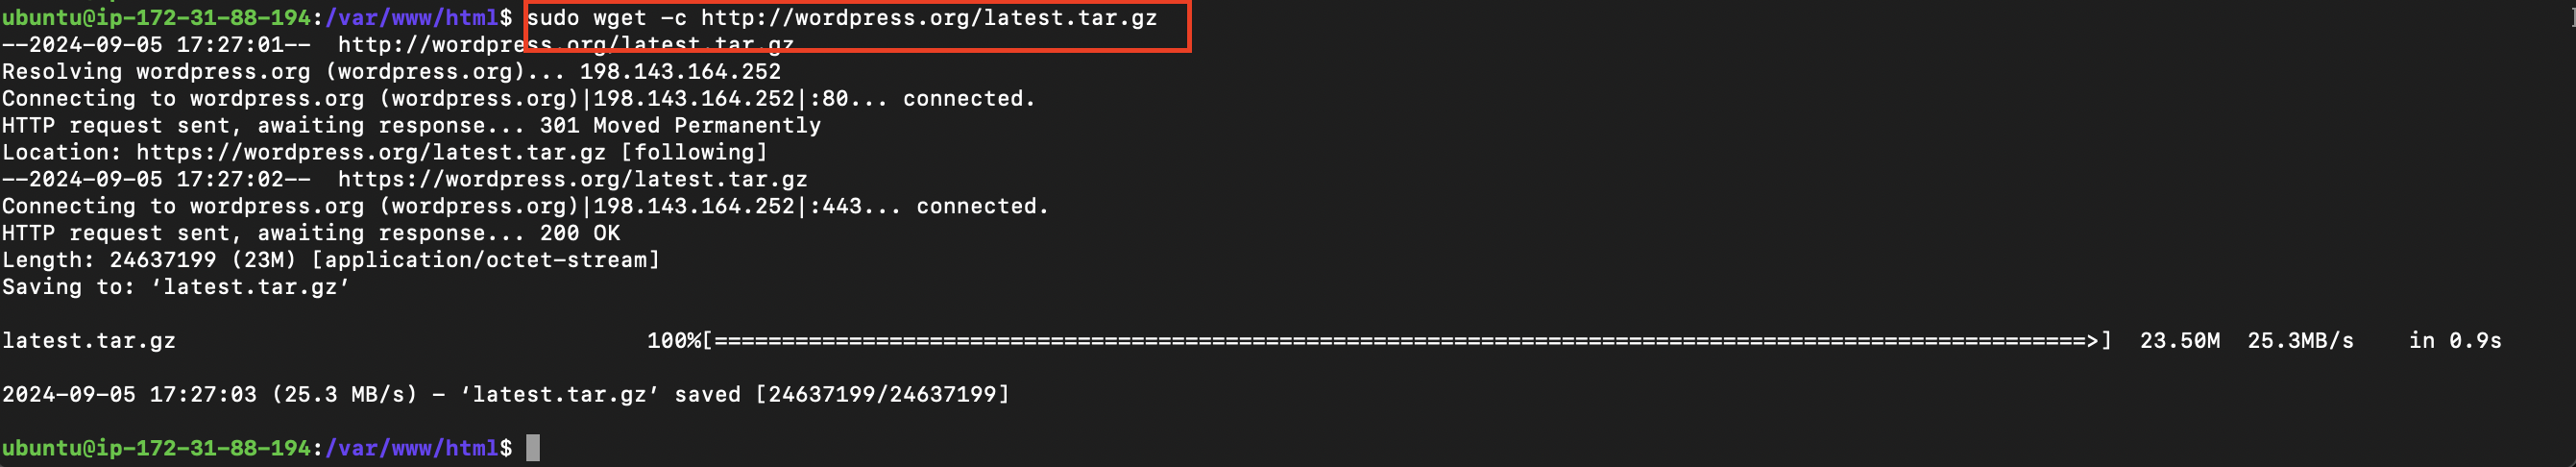 ubuntu@ip-172-31-88-194:/var/www/html$ sudo wget -c http://wordpress.org/latest.tar.gz
--2024-09-05 17:27:01--  http://wordpress.org/latest.tar.gz
Resolving wordpress.org (wordpress.org)... 198.143.164.252
Connecting to wordpress.org (wordpress.org)|198.143.164.252|:80... connected.
HTTP request sent, awaiting response... 301 Moved Permanently
Location: https://wordpress.org/latest.tar.gz [following]
--2024-09-05 17:27:02--  https://wordpress.org/latest.tar.gz
Connecting to wordpress.org (wordpress.org)|198.143.164.252|:443... connected.
HTTP request sent, awaiting response... 200 OK
Length: 24637199 (23M) [application/octet-stream]
Saving to: ‘latest.tar.gz’
latest.tar.gz 100%[======================================================================================================>] 23.50M 25.3MB/s in 0.9s
2024-09-05 17:27:03 (25.3 MB/s) - ‘latest.tar.gz’ saved [24637199/24637199]
ubuntu@ip-172-31-88-194:/var/www/html$